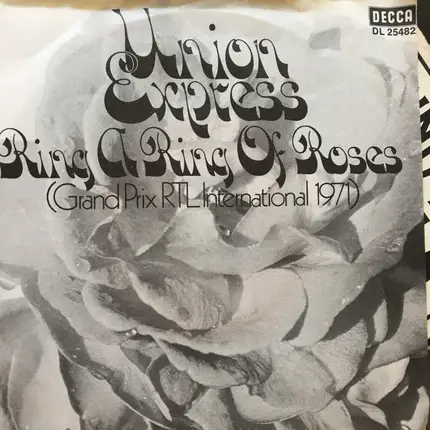 DECCA
DL 25482
Union
Express
Ring A Ring Of Roses
(Grand Prix RTL International 1971)